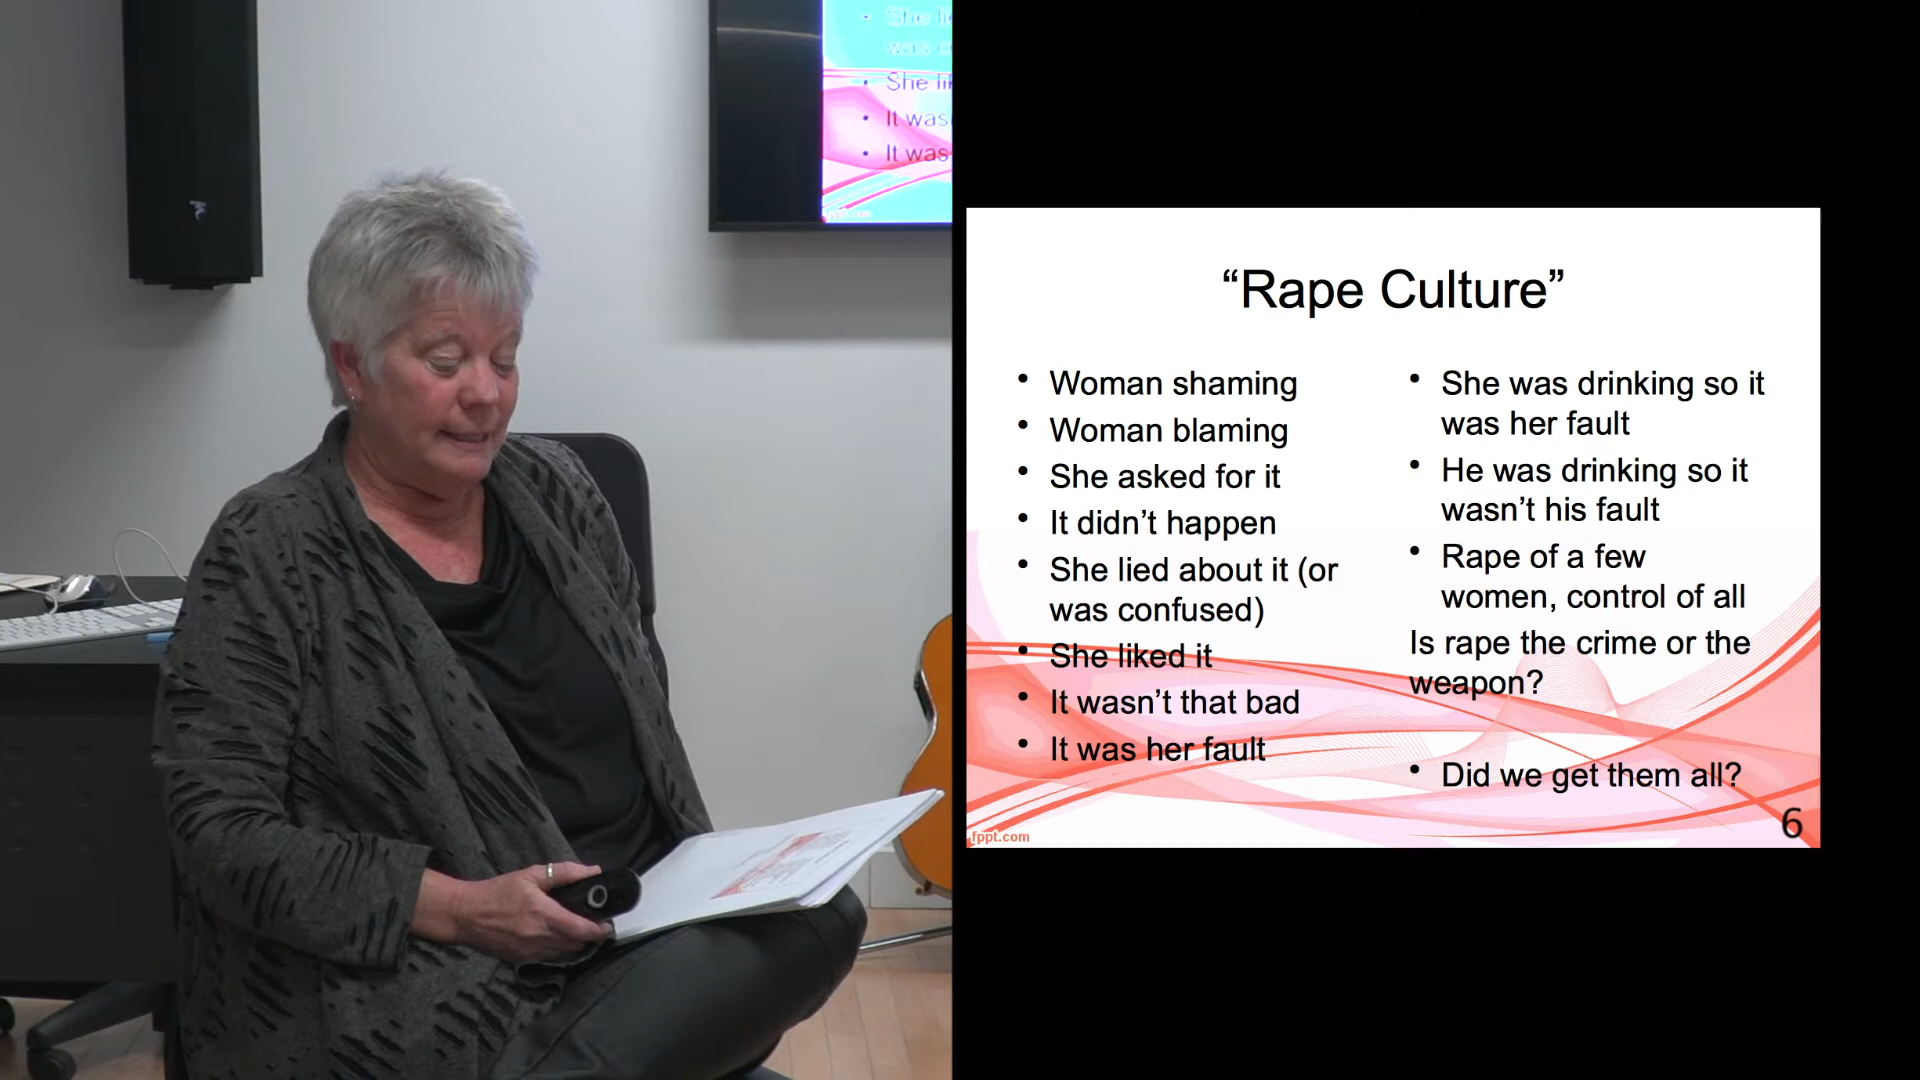 She
was
She
It was
It was
“Rape Culture”
• Woman shaming
• Woman blaming
• She asked for it
• It didn’t happen
• She lied about it (or
was confused)
• She liked it
• It wasn’t that bad
• It was her fault
• She was drinking so it
was her fault
• He was drinking so it
wasn’t his fault
• Rape of a few
women, control of all
Is rape the crime or the
weapon?
• Did we get them all?
fppt.com
6